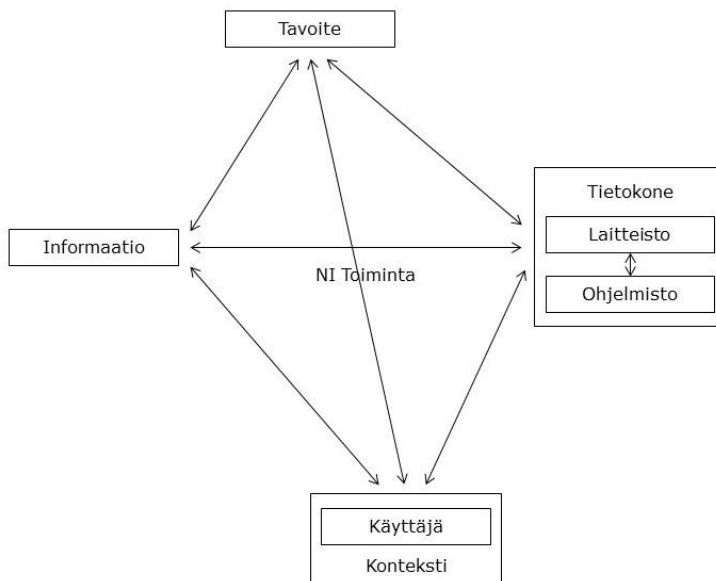 Tavoite
Tietokone
Laitteisto
Informaatio
NI Toiminta
Ohjelmisto
Käyttäjä
Konteksti